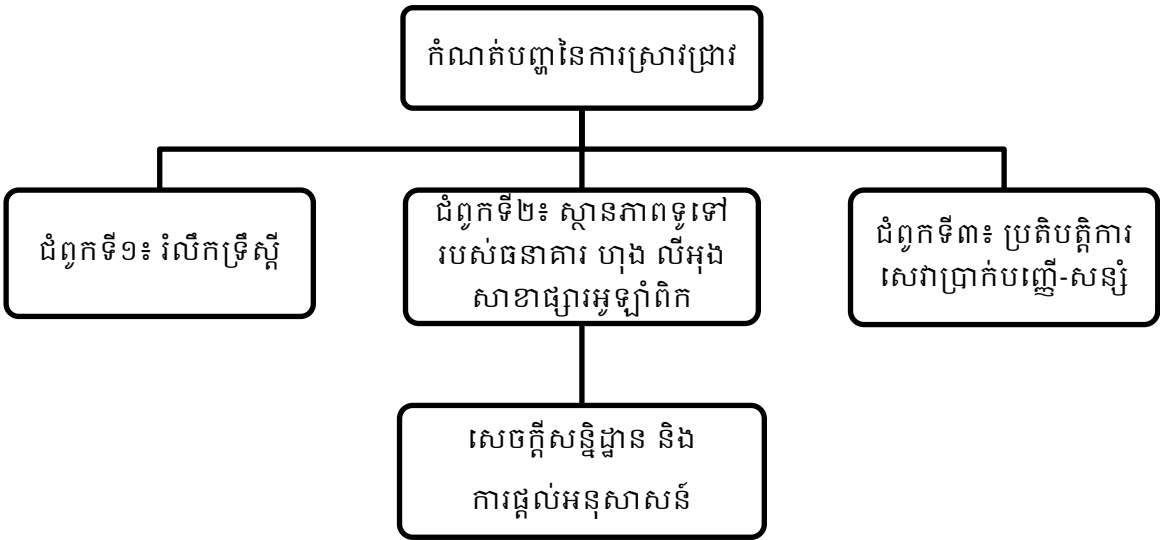 កំណត់បញ្ហានៃការស្រាវជ្រាវ
ជំពូកទី១៖ រំលឹកទ្រឹស្តី
ជំពូកទី២៖ ស្ថានភាពទូទៅ
របស់ធនាគារ ហុង លីអុង
សាខាផ្សារអូឡាំពិក
ជំពូកទី៣៖ ប្រតិបត្តិការ
សេវាប្រាក់បញ្ញើ-សន្សំ
សេចក្តីសន្និដ្ឋាន និង
ការផ្តល់អនុសាសន៍